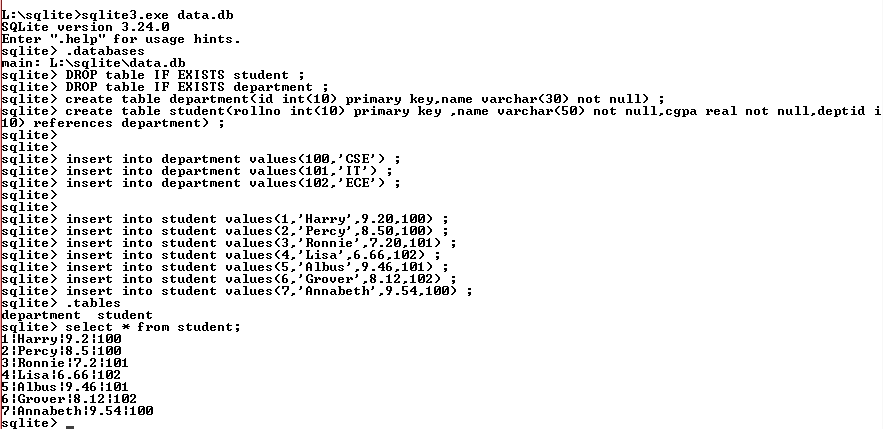 L:\sqlite>sqlite3.exe data.db
SQLite version 3.24.0
Enter ".help" for usage hints.
sqlite> .databases
main: L:\sqlite\data.db
sqlite> DROP table IF EXISTS student ;
sqlite> DROP table IF EXISTS department ;
sqlite> create table department(id int(10) primary key,name varchar(30) not null) ;
sqlite> create table student(rollno int(10) primary key ,name varchar(50) not null,cgpa real not null,deptid i
10) references department) ;
sqlite>
sqlite>
sqlite> insert into department values(100,'CSE') ;
sqlite> insert into department values(101,'IT') ;
sqlite> insert into department values(102,'ECE') ;
sqlite>
sqlite>
sqlite> insert into student values(1,'Harry',9.20,100) ;
sqlite> insert into student values(2,'Percy',8.50,100) ;
sqlite> insert into student values(3,'Ronnie',7.20,101) ;
sqlite> insert into student values(4,'Lisa',6.66,102) ;
sqlite> insert into student values(5,'Albus',9.46,101) ;
sqlite> insert into student values(6,'Grover',8.12,102) ;
sqlite> insert into student values(7,'Annabeth',9.54,100) ;
sqlite> .tables
department  student
sqlite> select * from student;
1|Harry|9.2|100
2|Percy|8.5|100
3|Ronnie|7.2|101
4|Lisa|6.66|102
5|Albus|9.46|101
6|Grover|8.12|102
7|Annabeth|9.54|100
sqlite> _